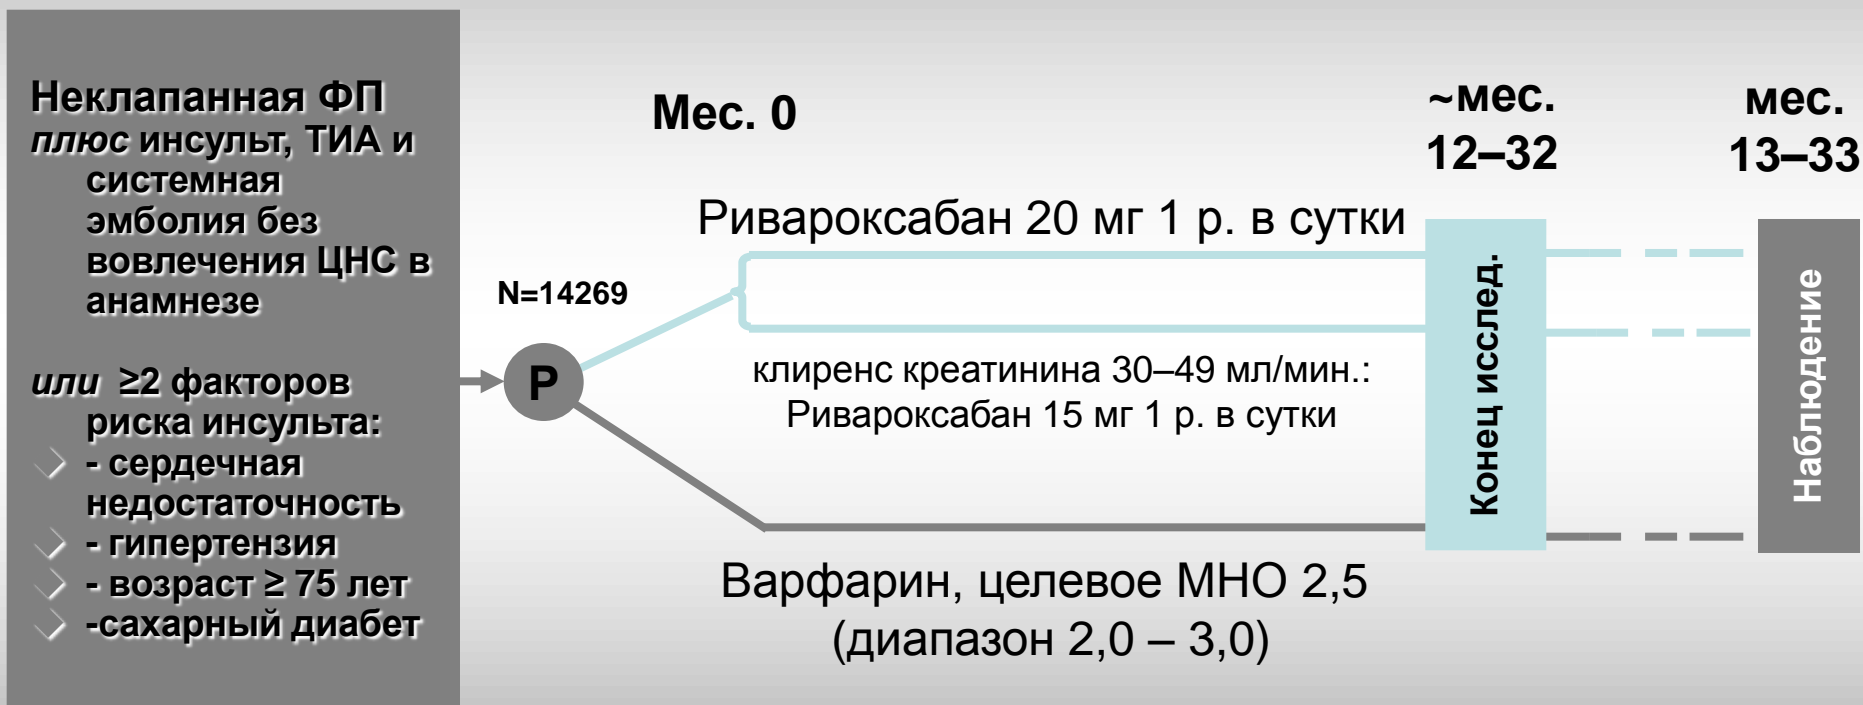 Неклапанная ФП
плюс инсульт, ТИА и
системная
эмболия без
вовлечения ЦНС в
анамнезе
или ≥2 факторов
риска инсульта:
- сердечная
недостаточность
- гипертензия
- возраст ≥ 75 лет
-сахарный диабет
N=14269
Р
Мес. 0
Ривароксабан 20 мг 1 р. в сутки
клиренс креатинина 30–49 мл/мин.:
Ривароксабан 15 мг 1 р. в сутки
Варфарин, целевое МНО 2,5
(диапазон 2,0 – 3,0)
~мес.
12–32
Конец исслед.
мес.
13–33
Наблюдение